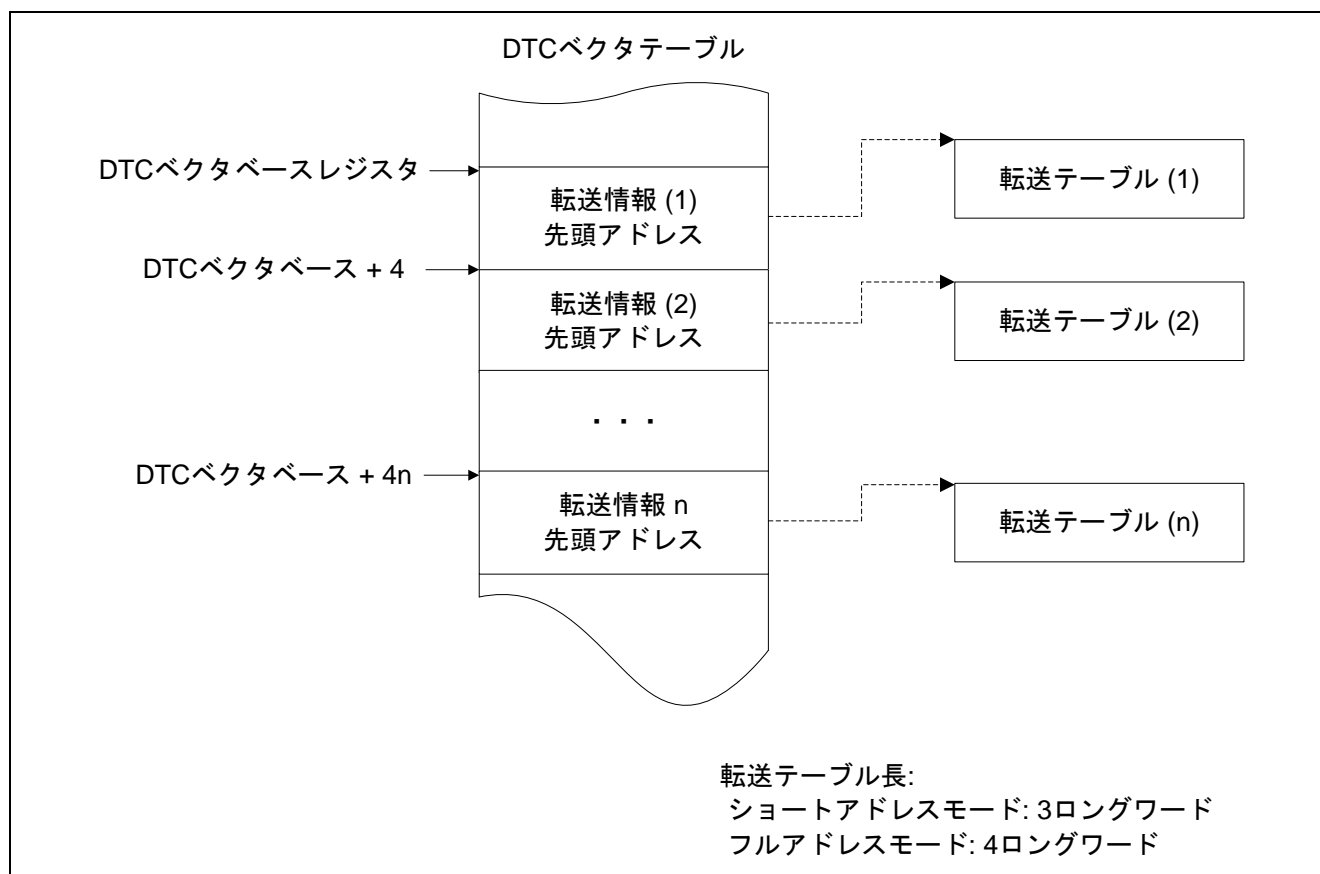 DTCベクタテーブル
DTCベクタベースレジスタ
転送情報 (1)
先頭アドレス
転送テーブル (1)
DTCベクタベース + 4
転送情報 (2)
先頭アドレス
転送テーブル (2)
・・・
DTCベクタベース + 4n
転送情報 n
先頭アドレス
転送テーブル (n)
転送テーブル長:
ショートアドレスモード: 3ロングワード
フルアドレスモード: 4ロングワード